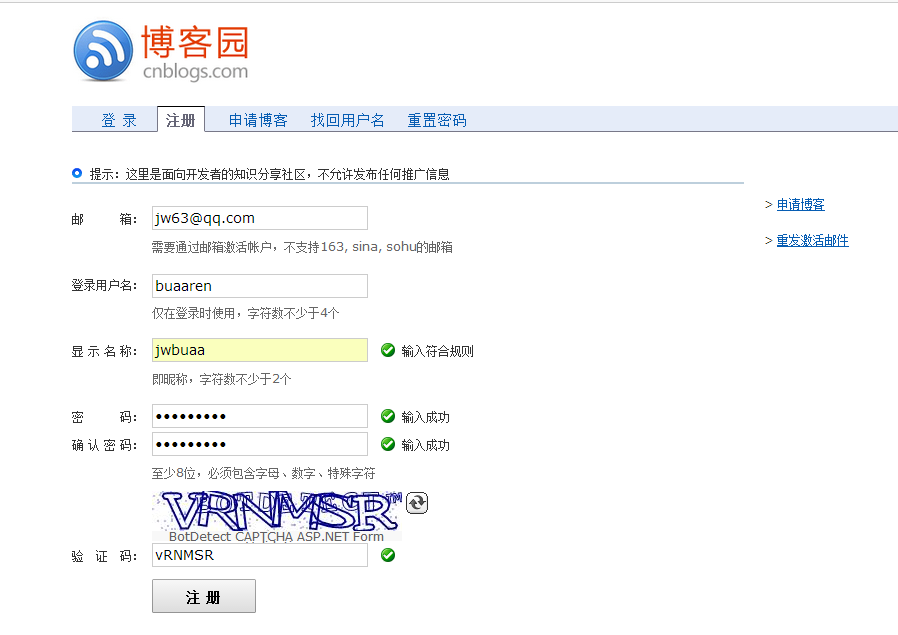 博客园
cnblogs.com
登 录 注册 申请博客 找回用户名 重置密码
提示：这里是面向开发者的知识分享社区，不允许发布任何推广信息
> 申请博客
> 重发激活邮件
邮 箱： jw63@qq.com
需要通过邮箱激活帐户，不支持163, sina, sohu的邮箱
登录用户名： buaaren
仅在登录时使用，字符数不少于4个
显示名称： jwbuaa 输入符合规则
即昵称，字符数不少于2个
密 码： ••••••••• 输入成功
确认密码： ••••••••• 输入成功
至少8位，必须包含字母、数字、特殊字符
VRNMSR
BotDetect CAPTCHA ASP.NET Form
验 证 码： vRNMSR
注 册